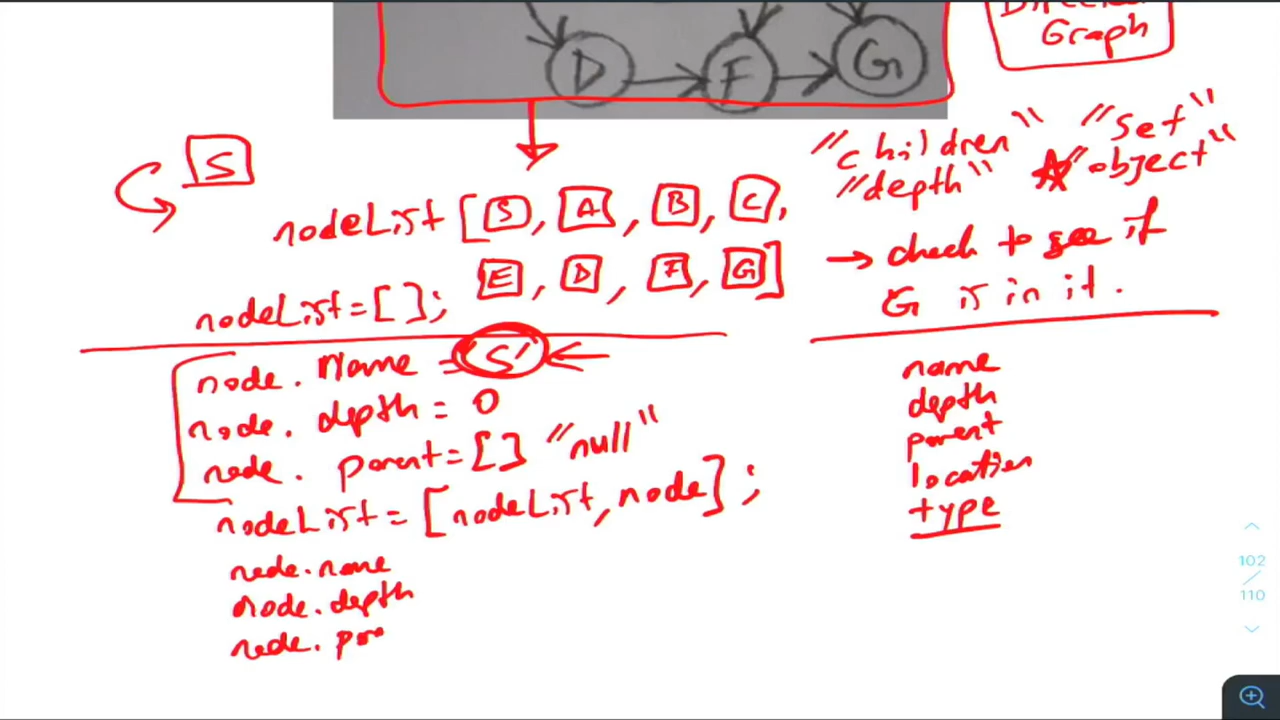 Directed
Graph
D F G
S
"children" "set"
"depth" "object"
nodeList [S, A, B, C,
E, D, F, G]
→ check to see if
G is in it.
nodeList = [];
node. Name = 'S'
node. depth = 0
node. parent = [] "null"
nodeList = [nodeList, node];
node.name
node.depth
node. par
name
depth
parent
location
type
102
/
110